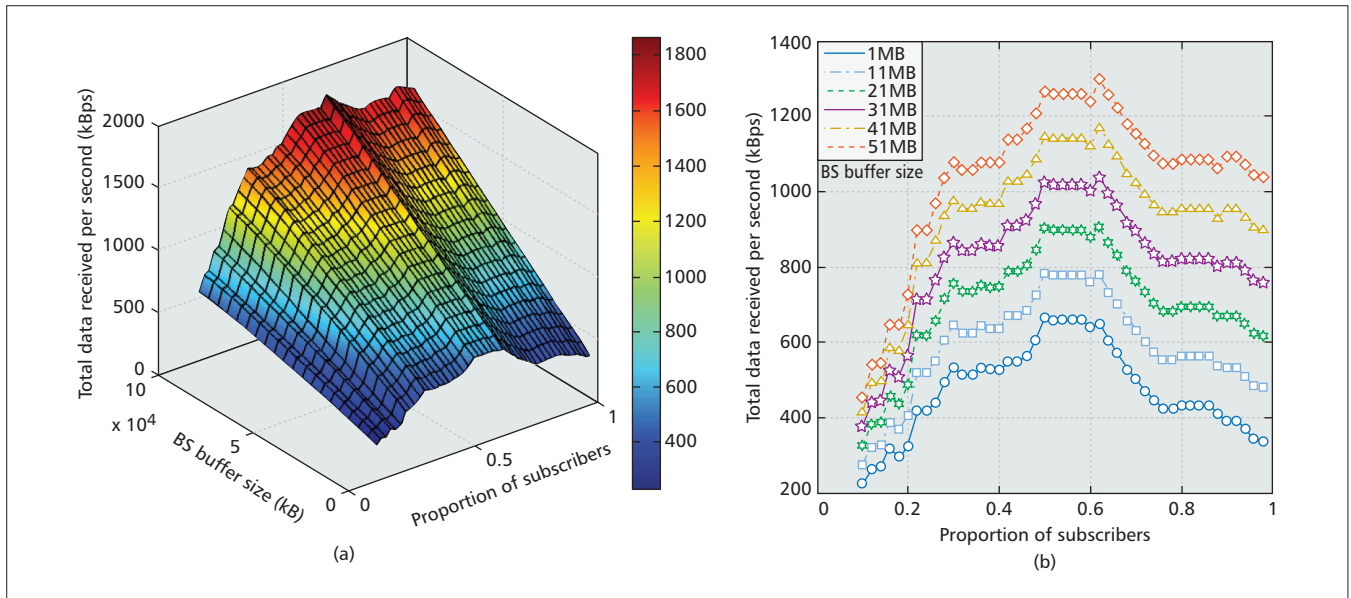 Total data received per second (kBps)
2000
1500
1000
500
0
10
x 10⁴
5
0
BS buffer size (kB)
0
0.5
1
Proportion of subscribers
1800
1600
1400
1200
1000
800
600
400
(a)
Total data received per second (kBps)
1400
1200
1000
800
600
400
200
1MB
11MB
21MB
31MB
41MB
51MB
BS buffer size
0
0.2
0.4
0.6
0.8
1
Proportion of subscribers
(b)